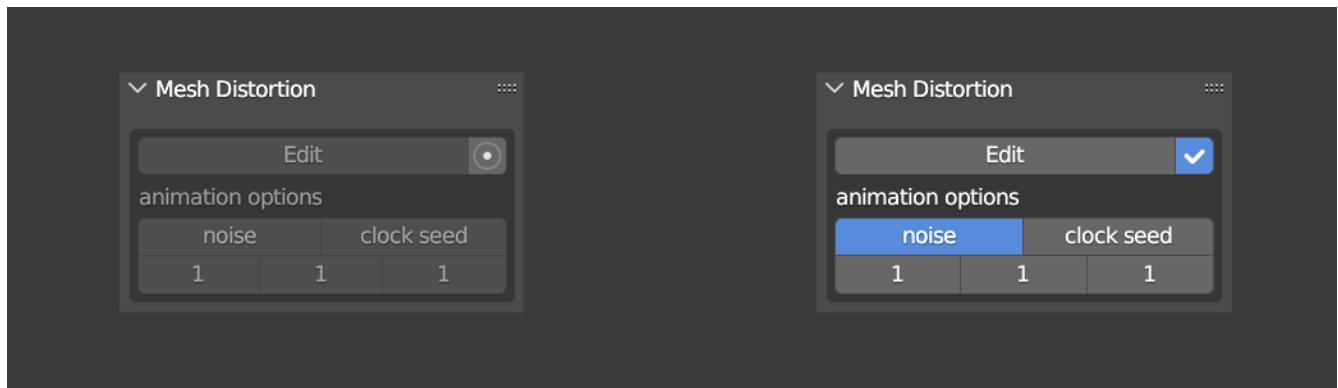 Mesh Distortion
Edit
animation options
noise clock seed
1 1 1
Mesh Distortion
Edit
animation options
noise clock seed
1 1 1